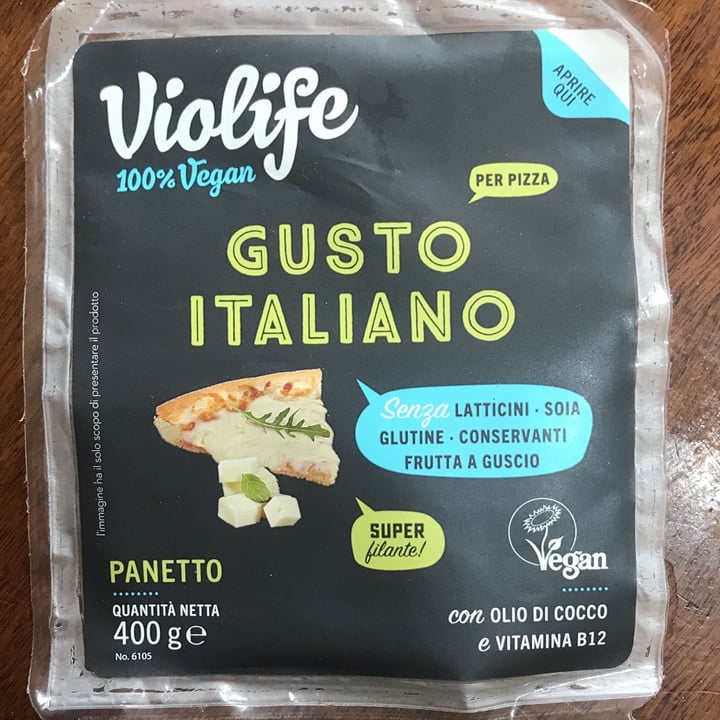 Violife
100% Vegan
APRIRE
QUI
PER PIZZA
GUSTO
ITALIANO
l'immagine ha il solo scopo di presentare il prodotto
Senza LATTICINI · SOIA
GLUTINE · CONSERVANTI
FRUTTA A GUSCIO
SUPER
filante!
Vegan
PANETTO
QUANTITÀ NETTA
400 g e
No. 6105
con OLIO DI COCCO
e VITAMINA B12